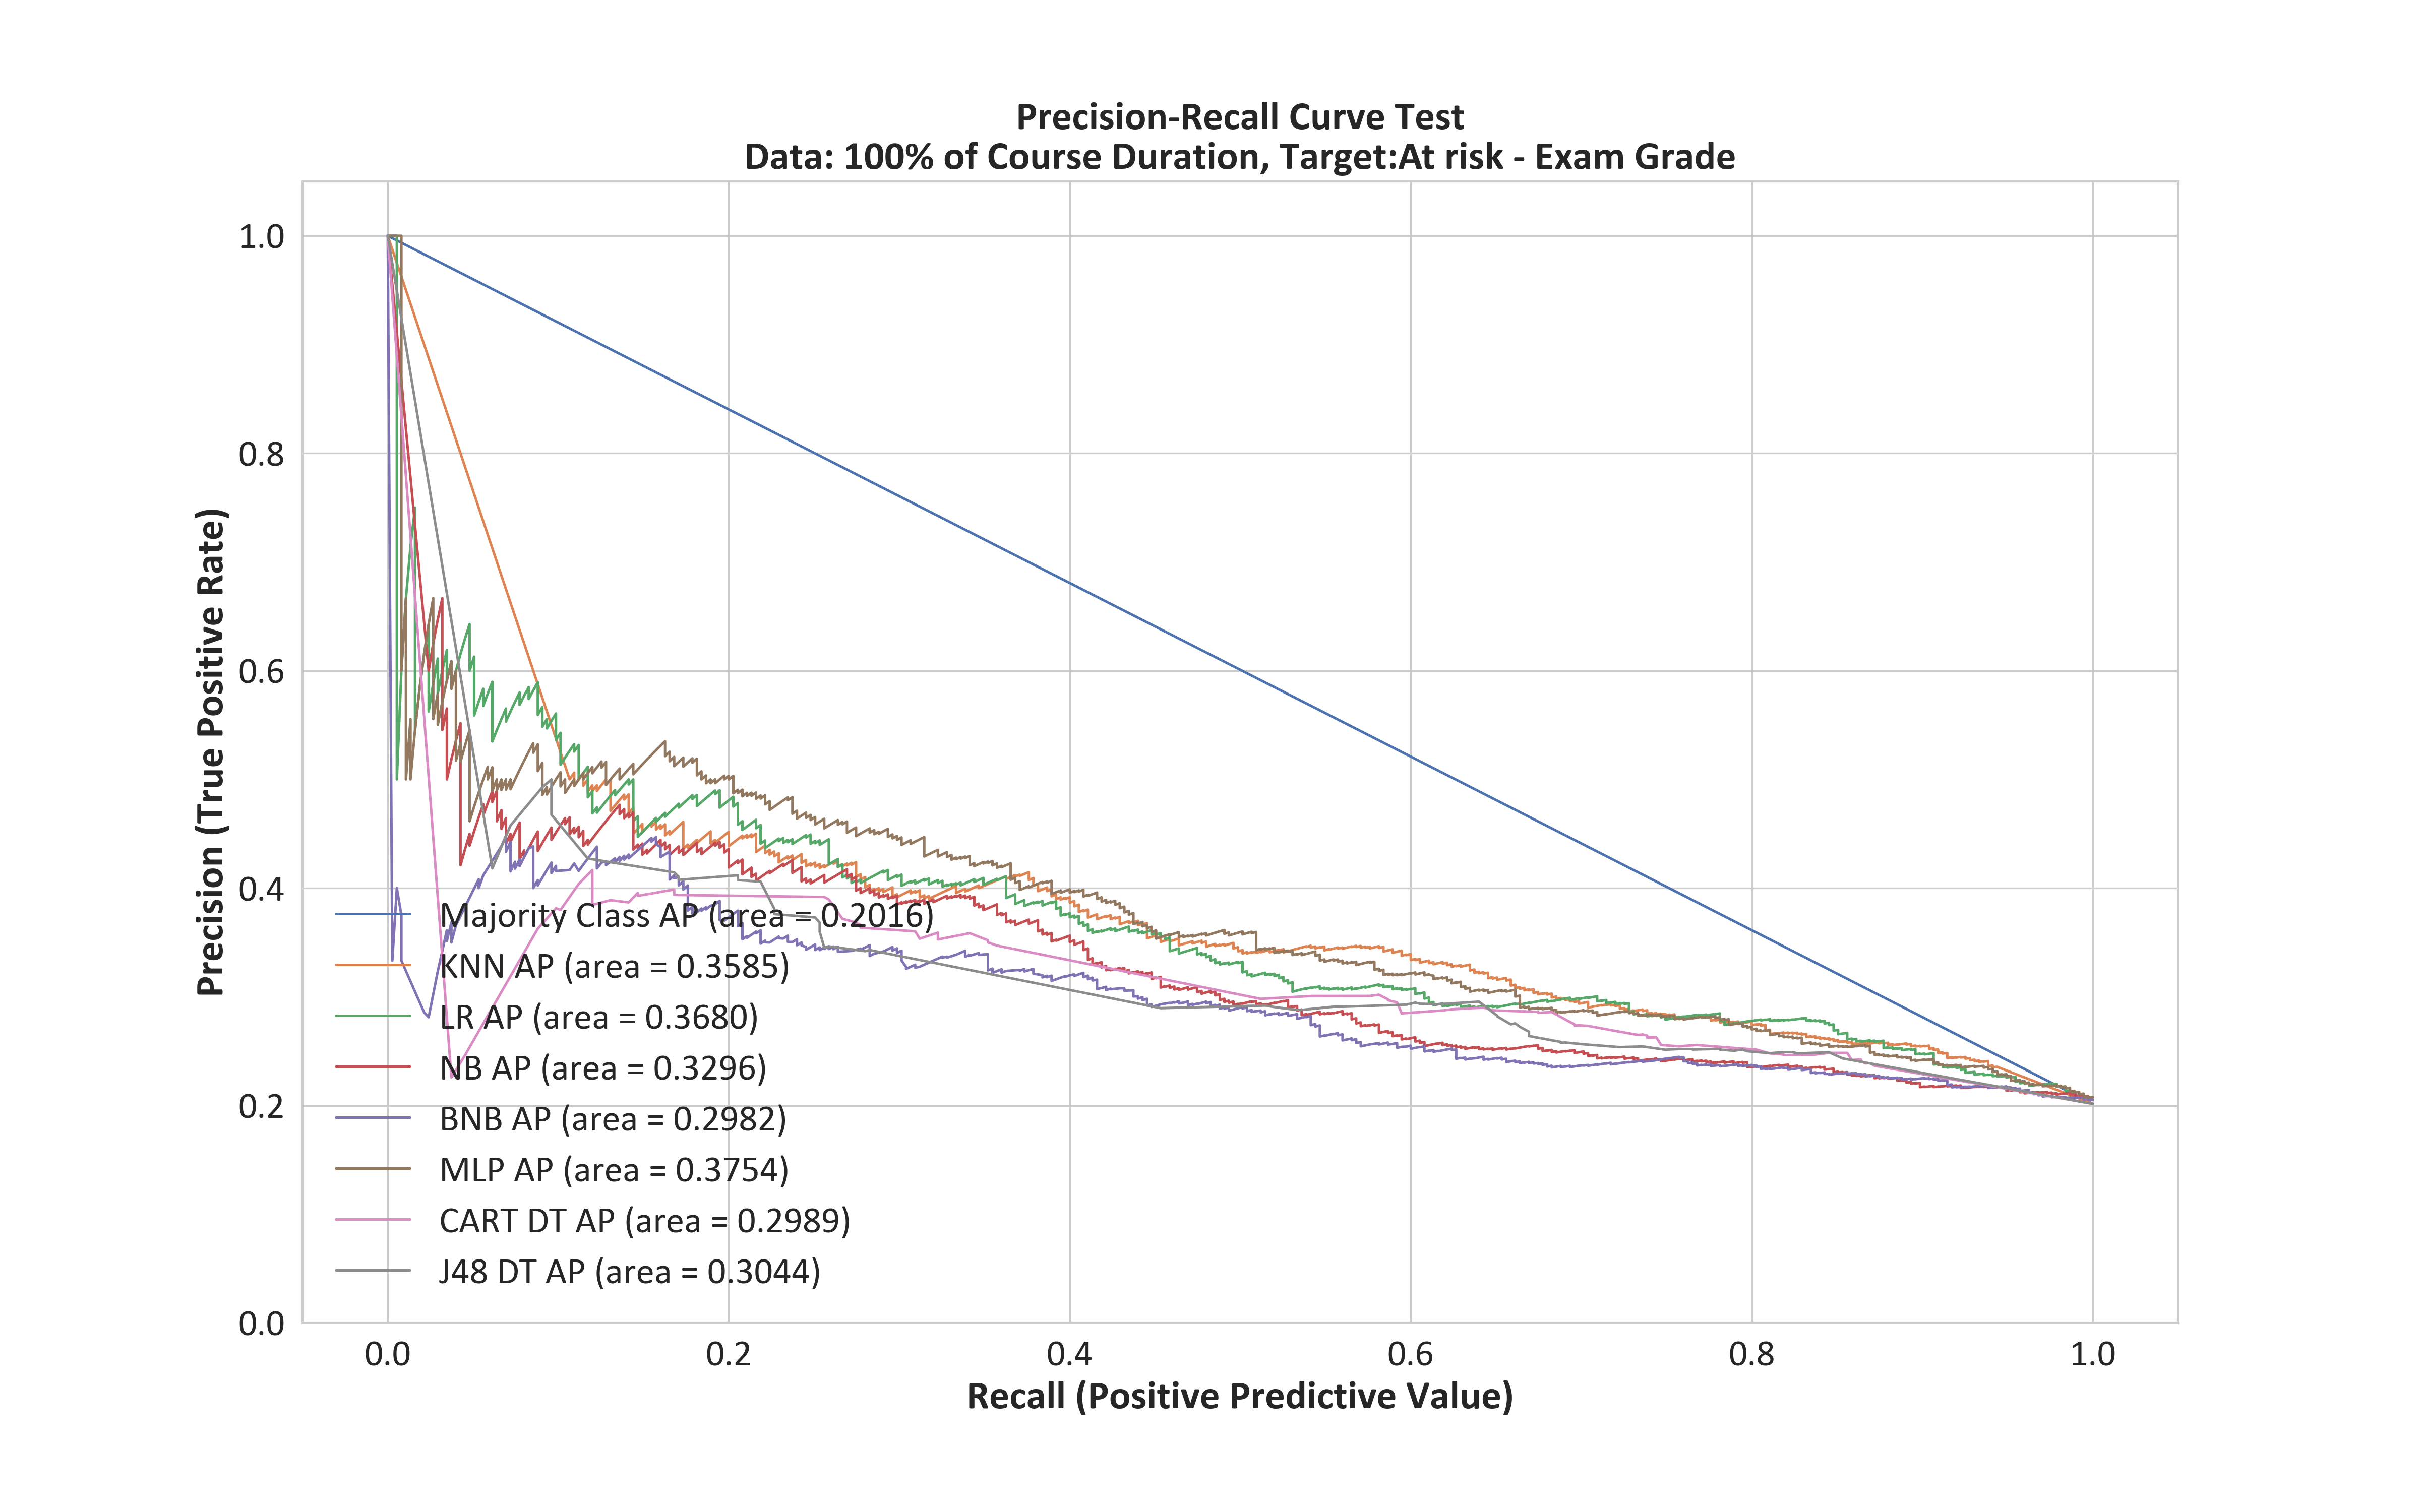 Precision-Recall Curve Test
Data: 100% of Course Duration, Target:At risk - Exam Grade
Precision (True Positive Rate)
1.0
0.8
0.6
0.4
0.2
0.0
Majority Class AP (area = 0.2016)
KNN AP (area = 0.3585)
LR AP (area = 0.3680)
NB AP (area = 0.3296)
BNB AP (area = 0.2982)
MLP AP (area = 0.3754)
CART DT AP (area = 0.2989)
J48 DT AP (area = 0.3044)
0.0
0.2
0.4
0.6
0.8
1.0
Recall (Positive Predictive Value)